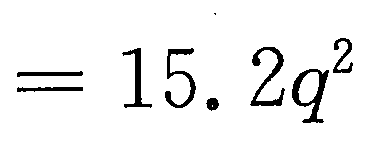 = 15. 2q²